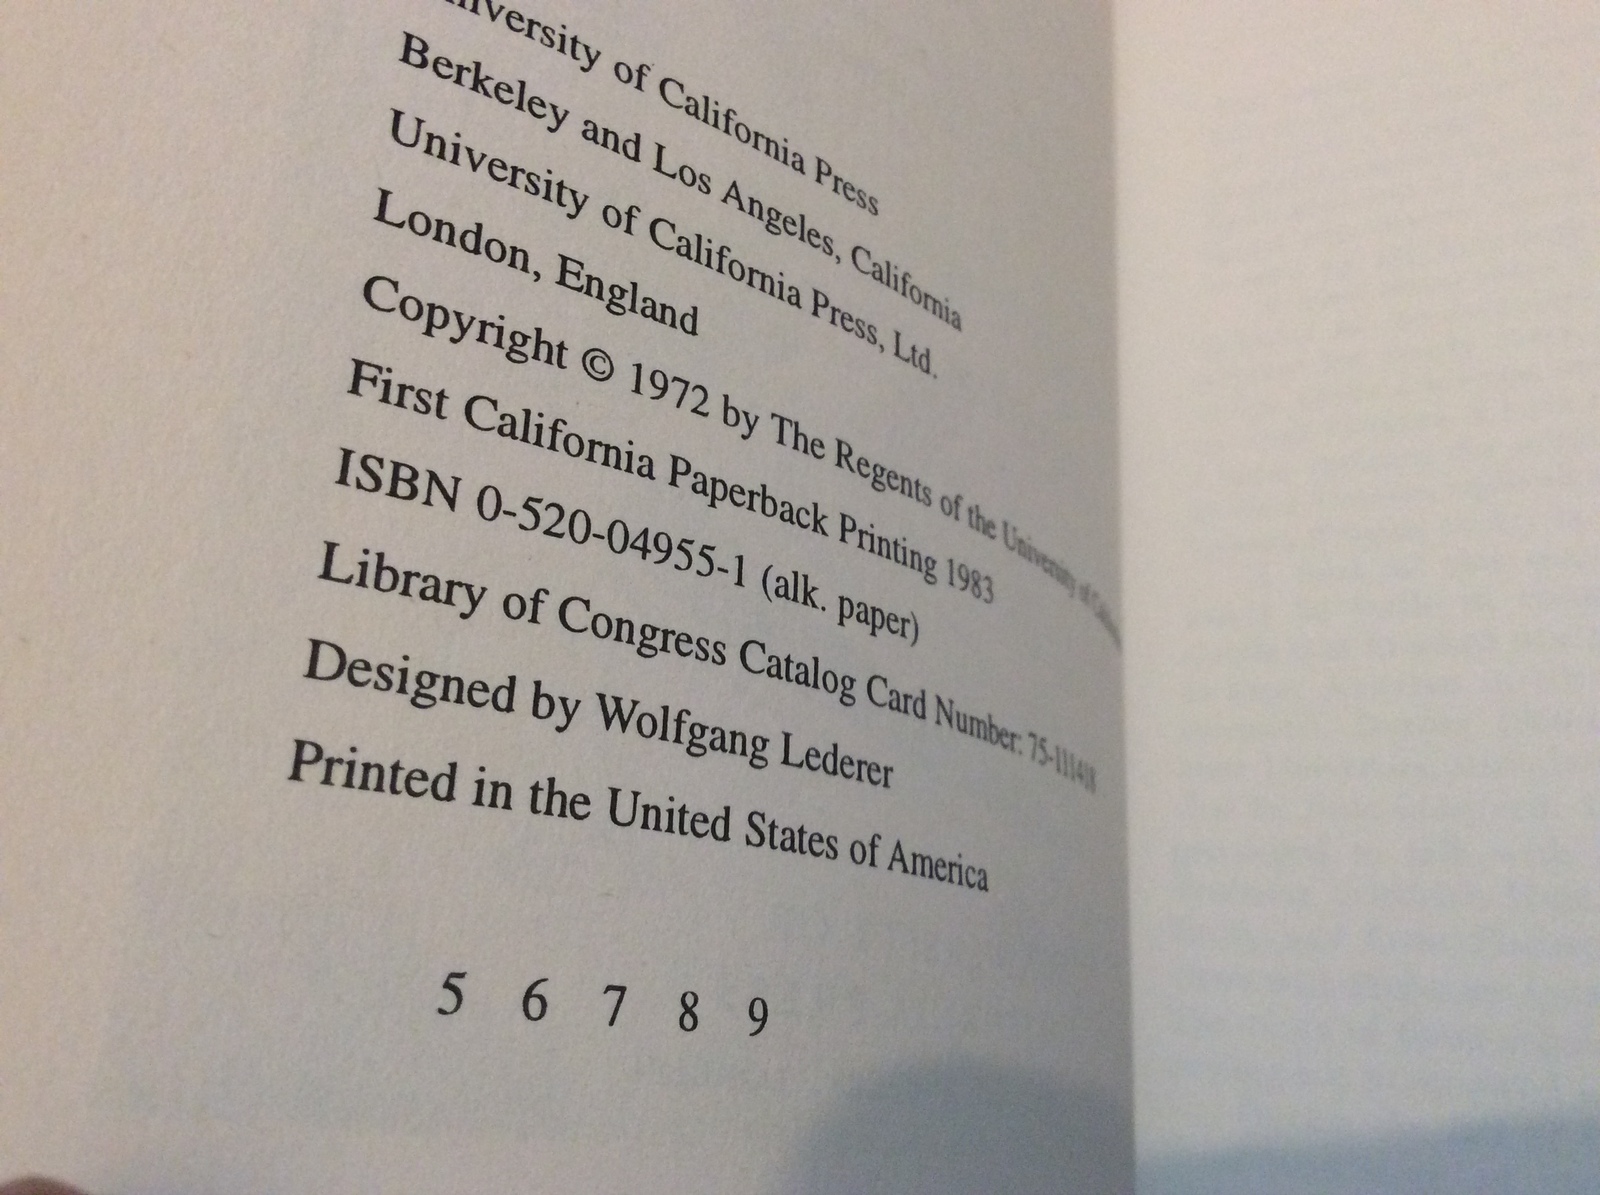 University of California Press
Berkeley and Los Angeles, California
University of California Press, Ltd.
London, England
Copyright © 1972 by The Regents of the University of California
First California Paperback Printing 1983
ISBN 0-520-04955-1 (alk. paper)
Library of Congress Catalog Card Number: 75-111418
Designed by Wolfgang Lederer
Printed in the United States of America
5 6 7 8 9